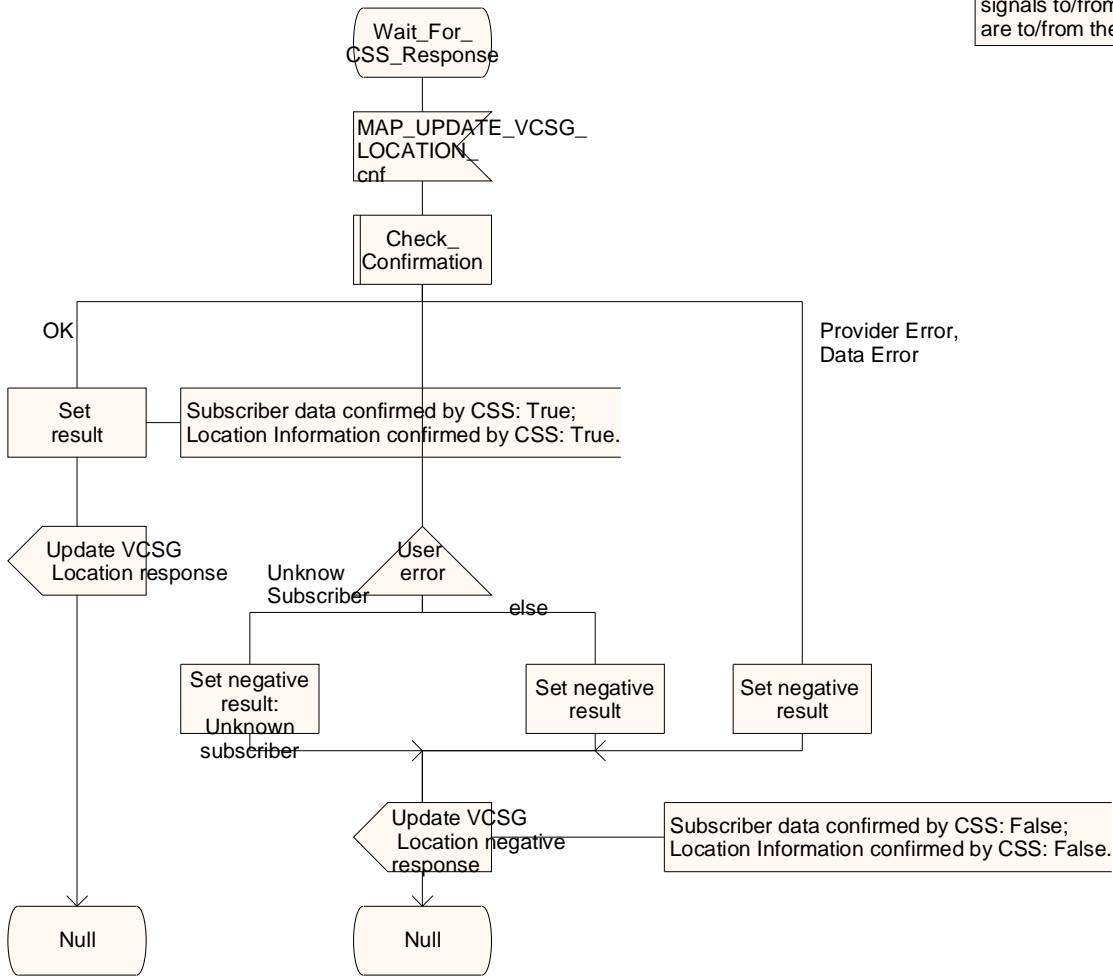 signals to/from
are to/from the
Wait_For_
CSS_Response
MAP_UPDATE_VCSG_
LOCATION_
cnf
Check_
Confirmation
OK
Provider Error,
Data Error
Set
result
Subscriber data confirmed by CSS: True;
Location Information confirmed by CSS: True.
Update VCSG
Location response
User
error
Unknow
Subscriber
else
Set negative
result:
Unknown
subscriber
Set negative
result
Set negative
result
Update VCSG
Location negative
response
Subscriber data confirmed by CSS: False;
Location Information confirmed by CSS: False.
Null
Null